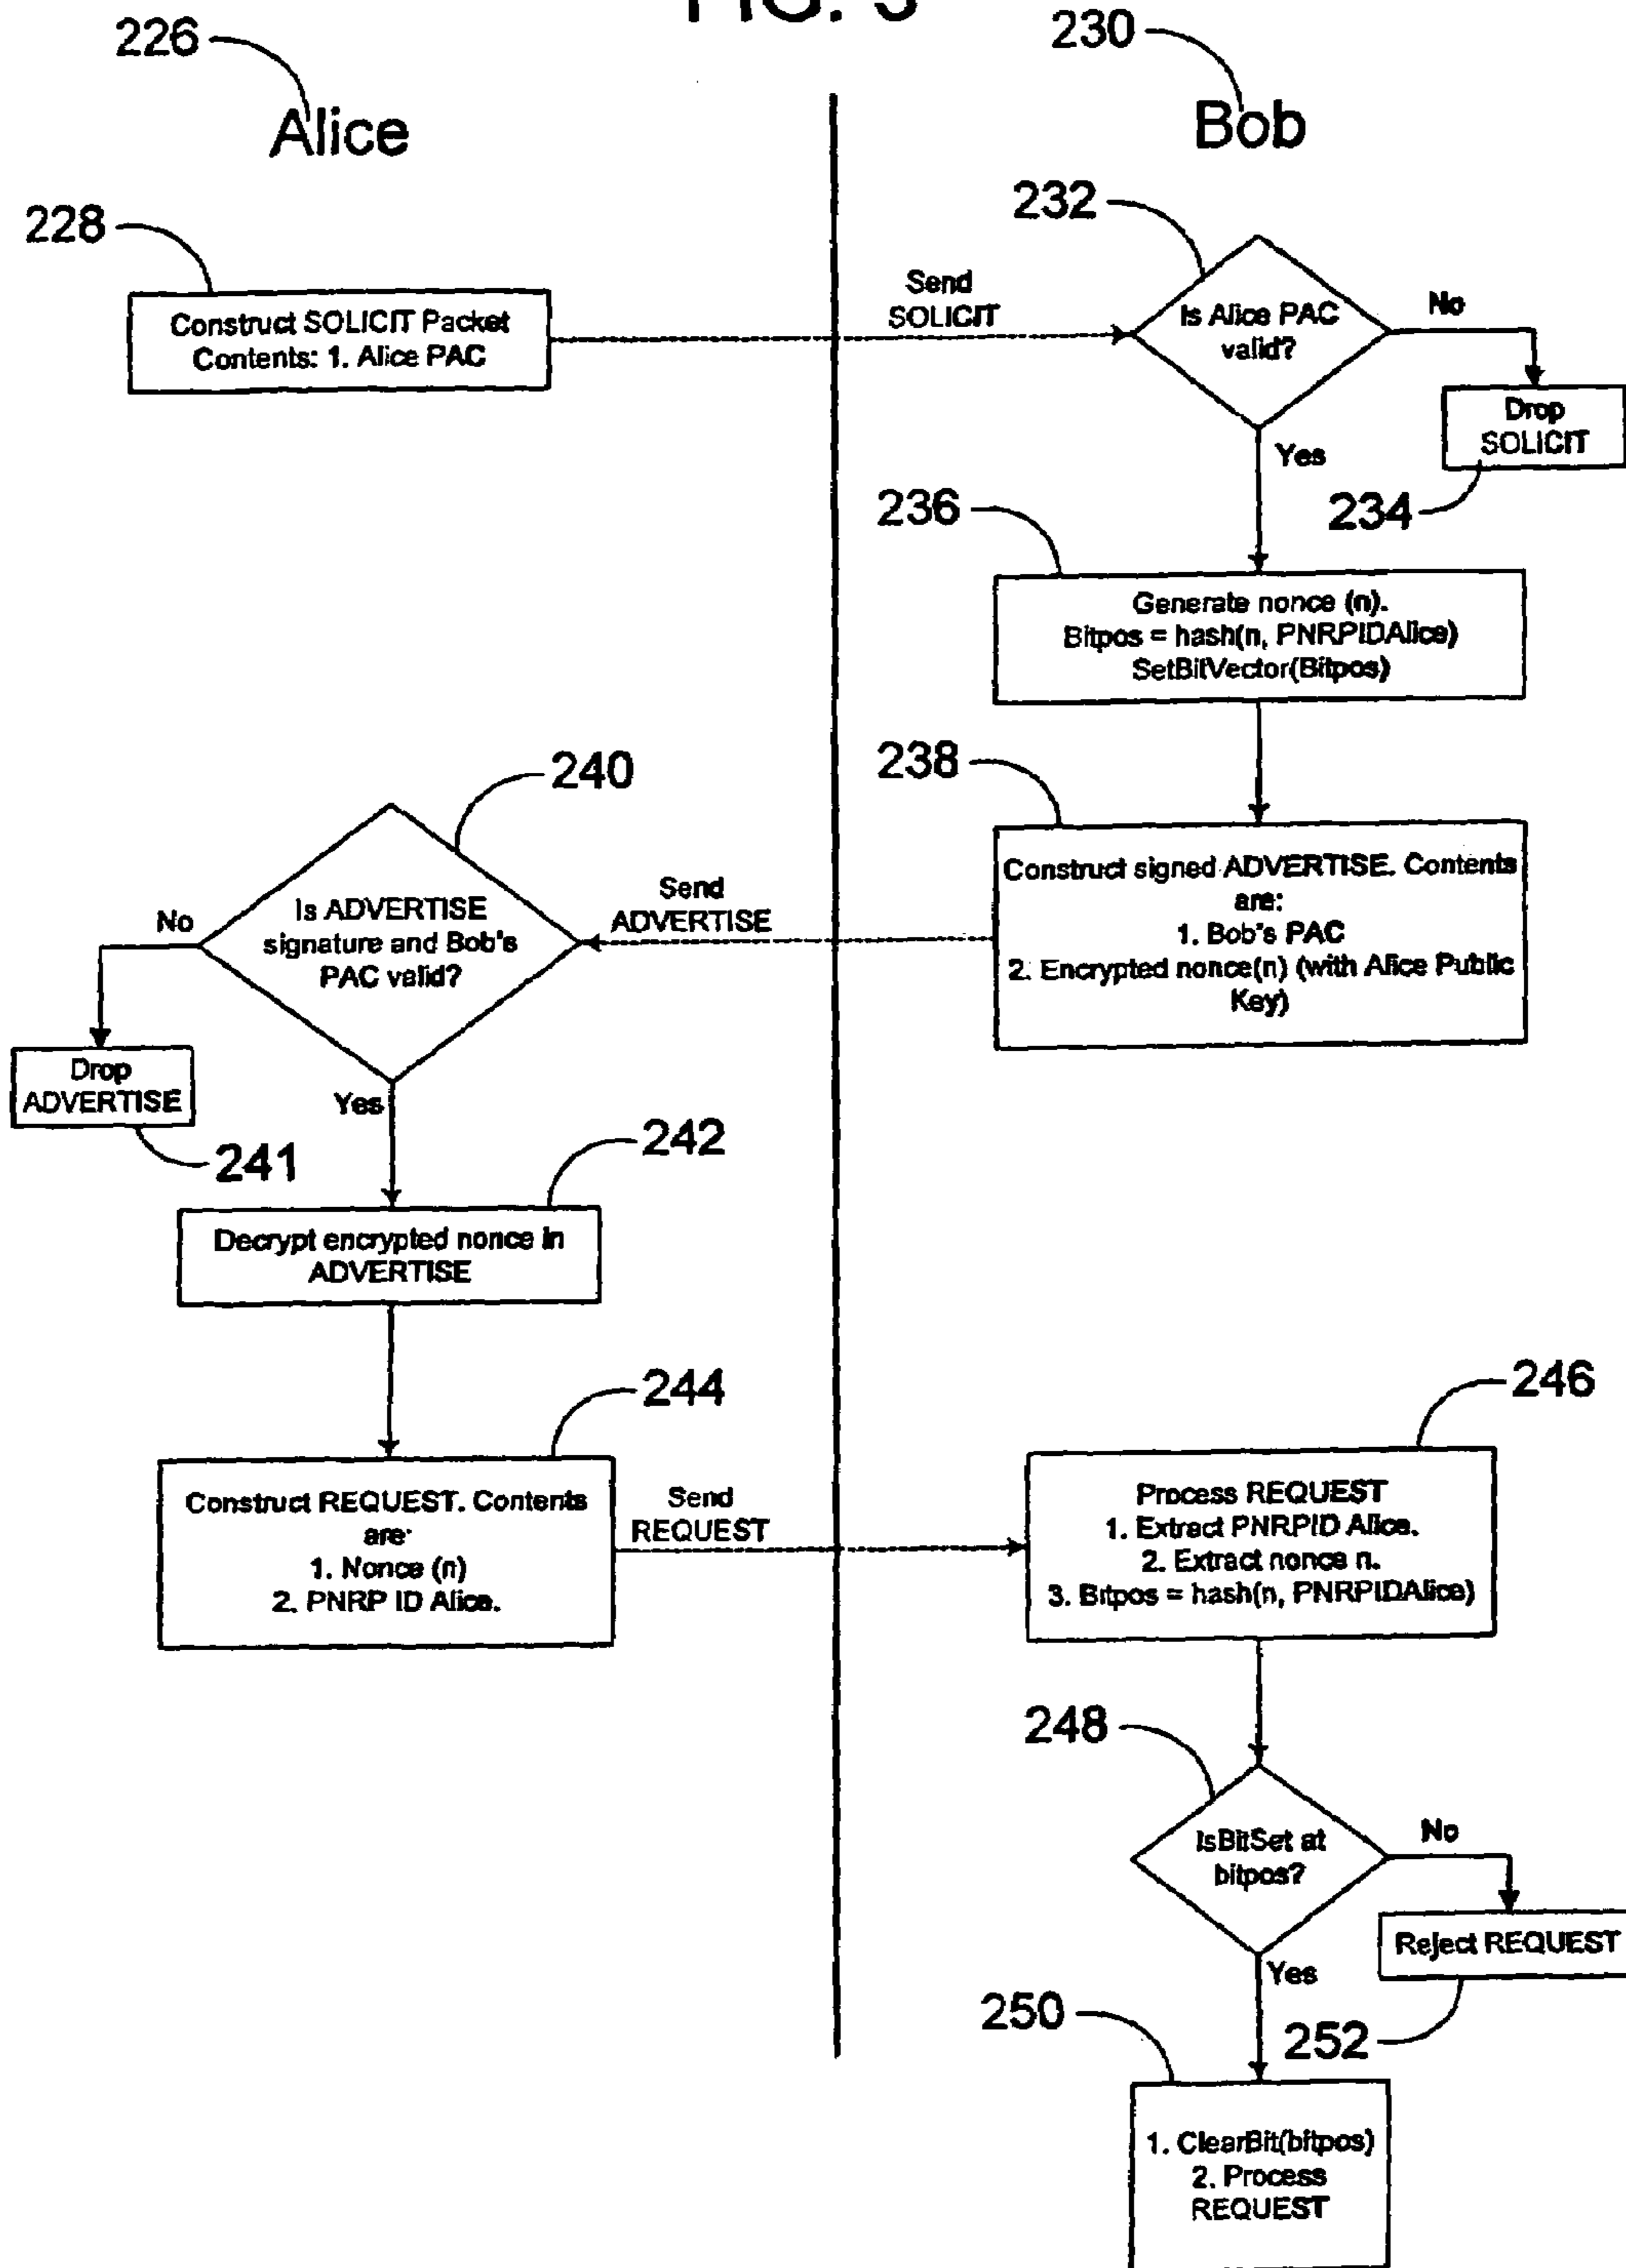 FIG. 5
226
230
Alice
Bob
228
Construct SOLICIT Packet
Contents: 1. Alice PAC
Send
SOLICIT
232
Is Alice PAC
valid?
No
Drop
SOLICIT
234
Yes
236
Generate nonce (n).
Bitpos = hash(n, PNRPIDAlice)
SetBitVector(Bitpos)
238
Construct signed ADVERTISE. Contents
are:
1. Bob's PAC
2. Encrypted nonce(n) (with Alice Public
Key)
Send
ADVERTISE
240
Is ADVERTISE
signature and Bob's
PAC valid?
No
Drop
ADVERTISE
241
Yes
242
Decrypt encrypted nonce in
ADVERTISE
244
Construct REQUEST. Contents
are:
1. Nonce (n)
2. PNRP ID Alice.
Send
REQUEST
246
Process REQUEST
1. Extract PNRPID Alice.
2. Extract nonce n.
3. Bitpos = hash(n, PNRPIDAlice)
248
IsBitSet at
bitpos?
No
Reject REQUEST
252
Yes
250
1. ClearBit(bitpos)
2. Process
REQUEST